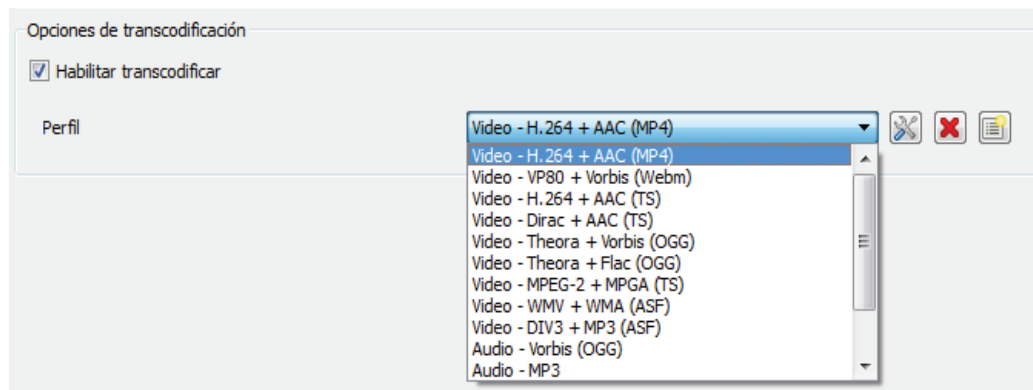 Opciones de transcodificación
Habilitar transcodificar
Perfil
Video - H.264 + AAC (MP4)
Video - H.264 + AAC (MP4)
Video - VP80 + Vorbis (Webm)
Video - H.264 + AAC (TS)
Video - Dirac + AAC (TS)
Video - Theora + Vorbis (OGG)
Video - Theora + Flac (OGG)
Video - MPEG-2 + MPGA (TS)
Video - WMV + WMA (ASF)
Video - DIV3 + MP3 (ASF)
Audio - Vorbis (OGG)
Audio - MP3